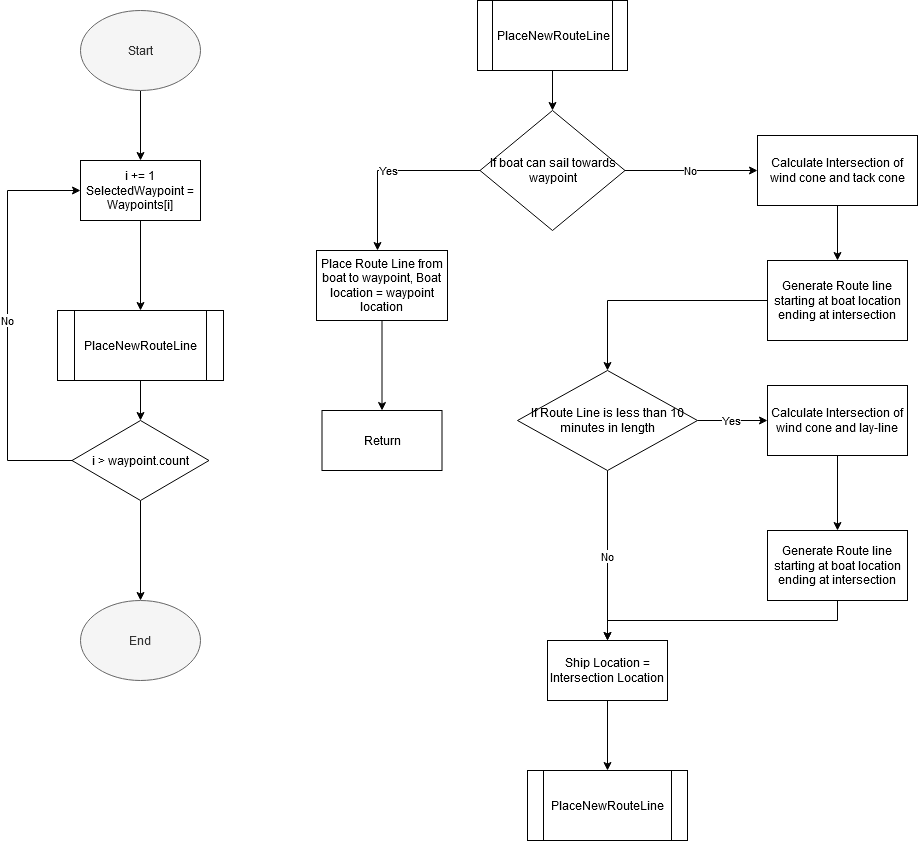 Start
i += 1
SelectedWaypoint =
Waypoints[i]
PlaceNewRouteLine
i > waypoint.count
No
End
PlaceNewRouteLine
If boat can sail towards
waypoint
Yes
No
Place Route Line from
boat to waypoint, Boat
location = waypoint
location
Return
Calculate Intersection of
wind cone and tack cone
Generate Route line
starting at boat location
ending at intersection
If Route Line is less than 10
minutes in length
Yes
No
Calculate Intersection of
wind cone and lay-line
Generate Route line
starting at boat location
ending at intersection
Ship Location =
Intersection Location
PlaceNewRouteLine